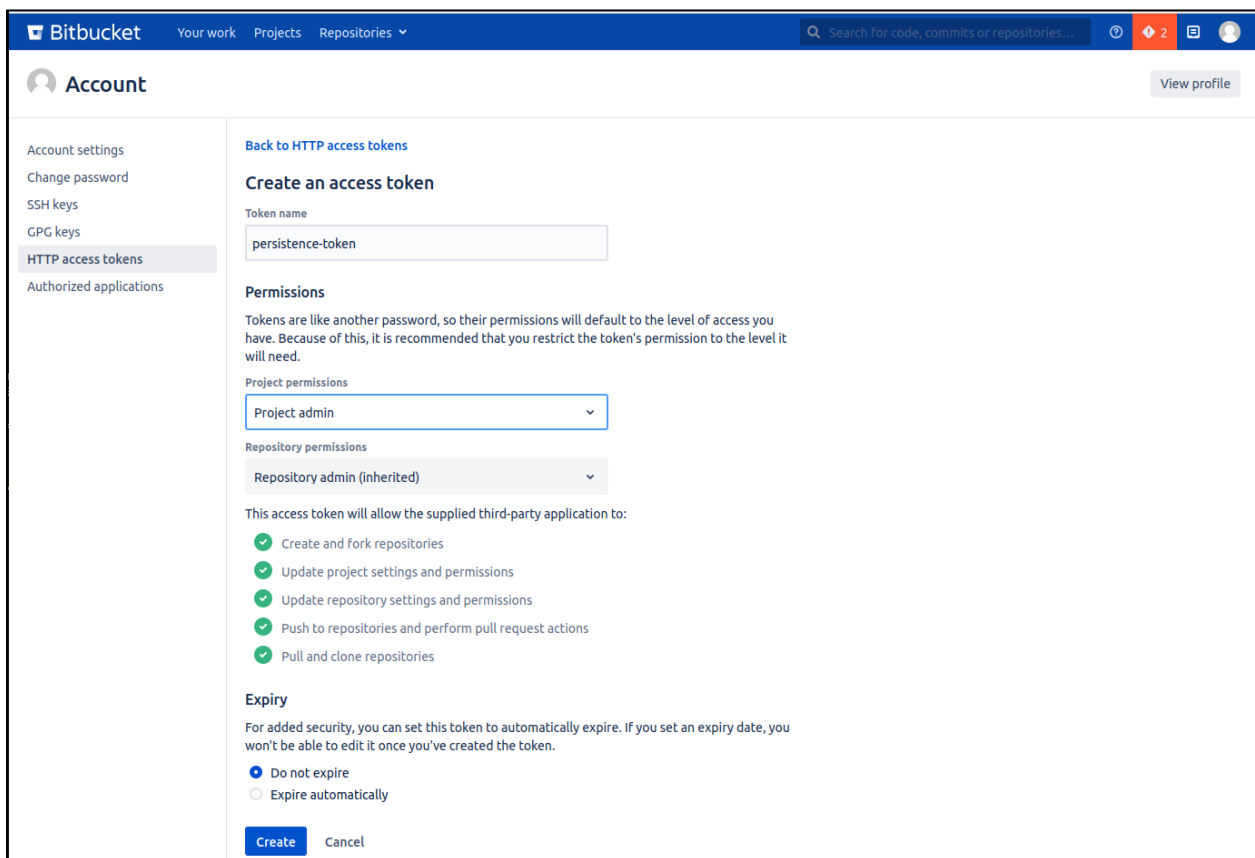 Bitbucket Your work Projects Repositories Search for code, commits or repositories... 2
Account View profile
Account settings
Change password
SSH keys
GPG keys
HTTP access tokens
Authorized applications
Back to HTTP access tokens
Create an access token
Token name
persistence-token
Permissions
Tokens are like another password, so their permissions will default to the level of access you
have. Because of this, it is recommended that you restrict the token's permission to the level it
will need.
Project permissions
Project admin
Repository permissions
Repository admin (inherited)
This access token will allow the supplied third-party application to:
Create and fork repositories
Update project settings and permissions
Update repository settings and permissions
Push to repositories and perform pull request actions
Pull and clone repositories
Expiry
For added security, you can set this token to automatically expire. If you set an expiry date, you
won't be able to edit it once you've created the token.
Do not expire
Expire automatically
Create Cancel